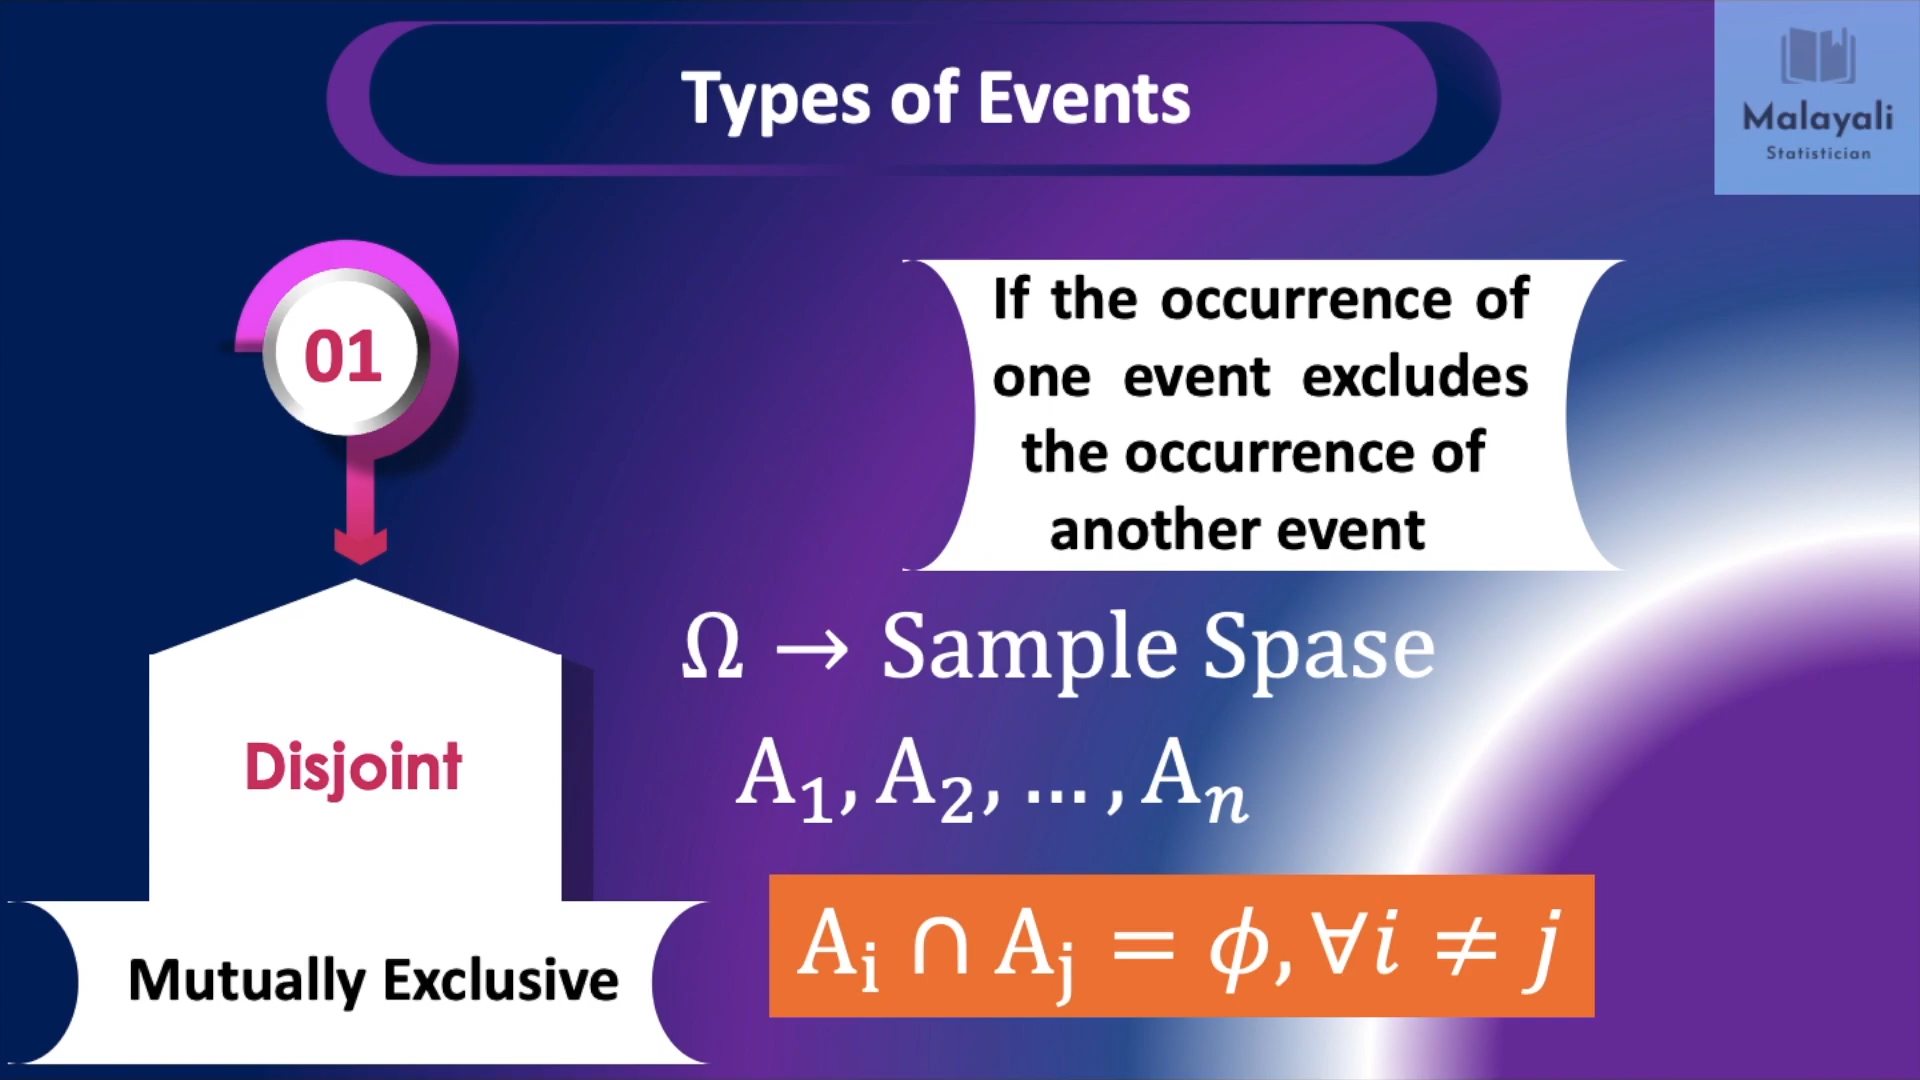 Types of Events
Malayali
Statistician
01
Disjoint
Mutually Exclusive
If the occurrence of
one event excludes
the occurrence of
another event
Ω → Sample Spase
A₁, A₂, … , Aₙ
Aᵢ ∩ Aⱼ = ϕ, ∀i ≠ j